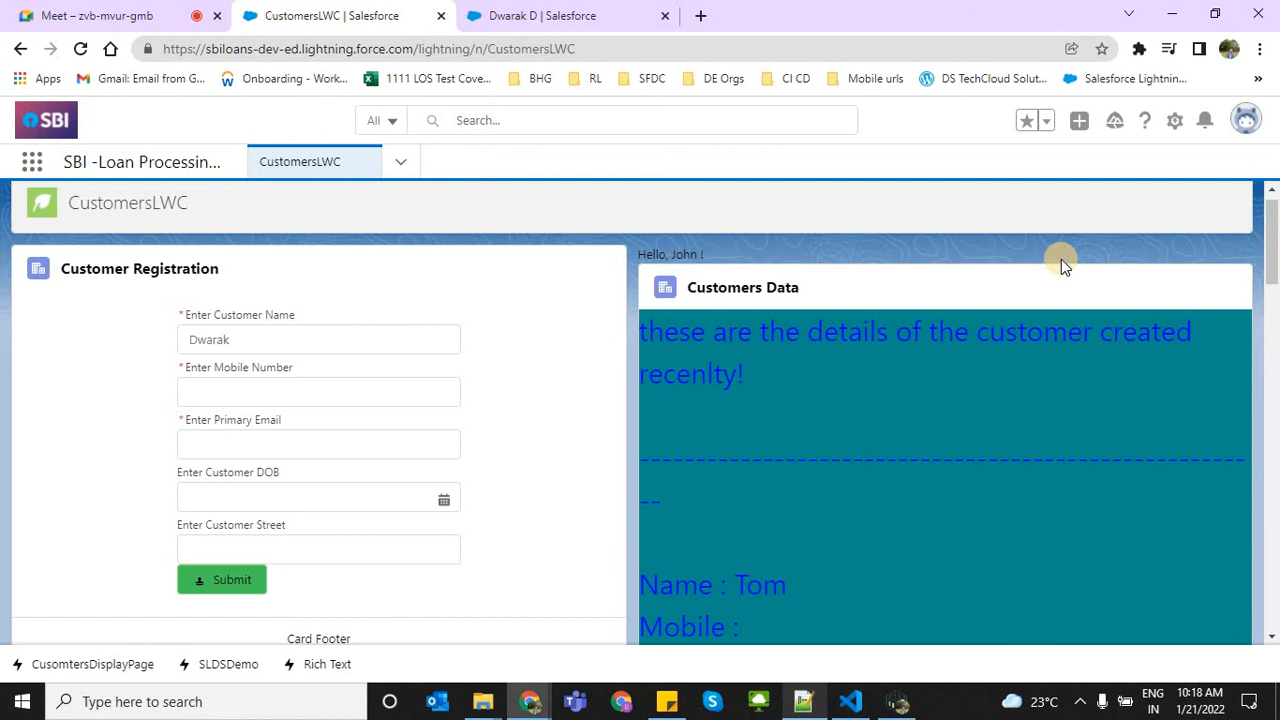 Meet – zvb-mvur-gmb
CustomersLWC | Salesforce
Dwarak D | Salesforce
https://sbiloans-dev-ed.lightning.force.com/lightning/n/CustomersLWC
Apps
Gmail: Email from G...
Onboarding - Work...
1111 LOS Test Cove...
BHG
RL
SFDC
DE Orgs
CI CD
Mobile urls
DS TechCloud Solut...
Salesforce Lightnin...
»
SBI
All
Search...
SBI -Loan Processin...
CustomersLWC
CustomersLWC
Customer Registration
* Enter Customer Name
Dwarak
* Enter Mobile Number
* Enter Primary Email
Enter Customer DOB
Enter Customer Street
Submit
Card Footer
Hello, John !
Customers Data
these are the details of the customer created
recenlty!
--------------------------------------------------
--
Name : Tom
Mobile :
CusomtersDisplayPage
SLDSDemo
Rich Text
Type here to search
23°C
ENG
IN
10:18 AM
1/21/2022